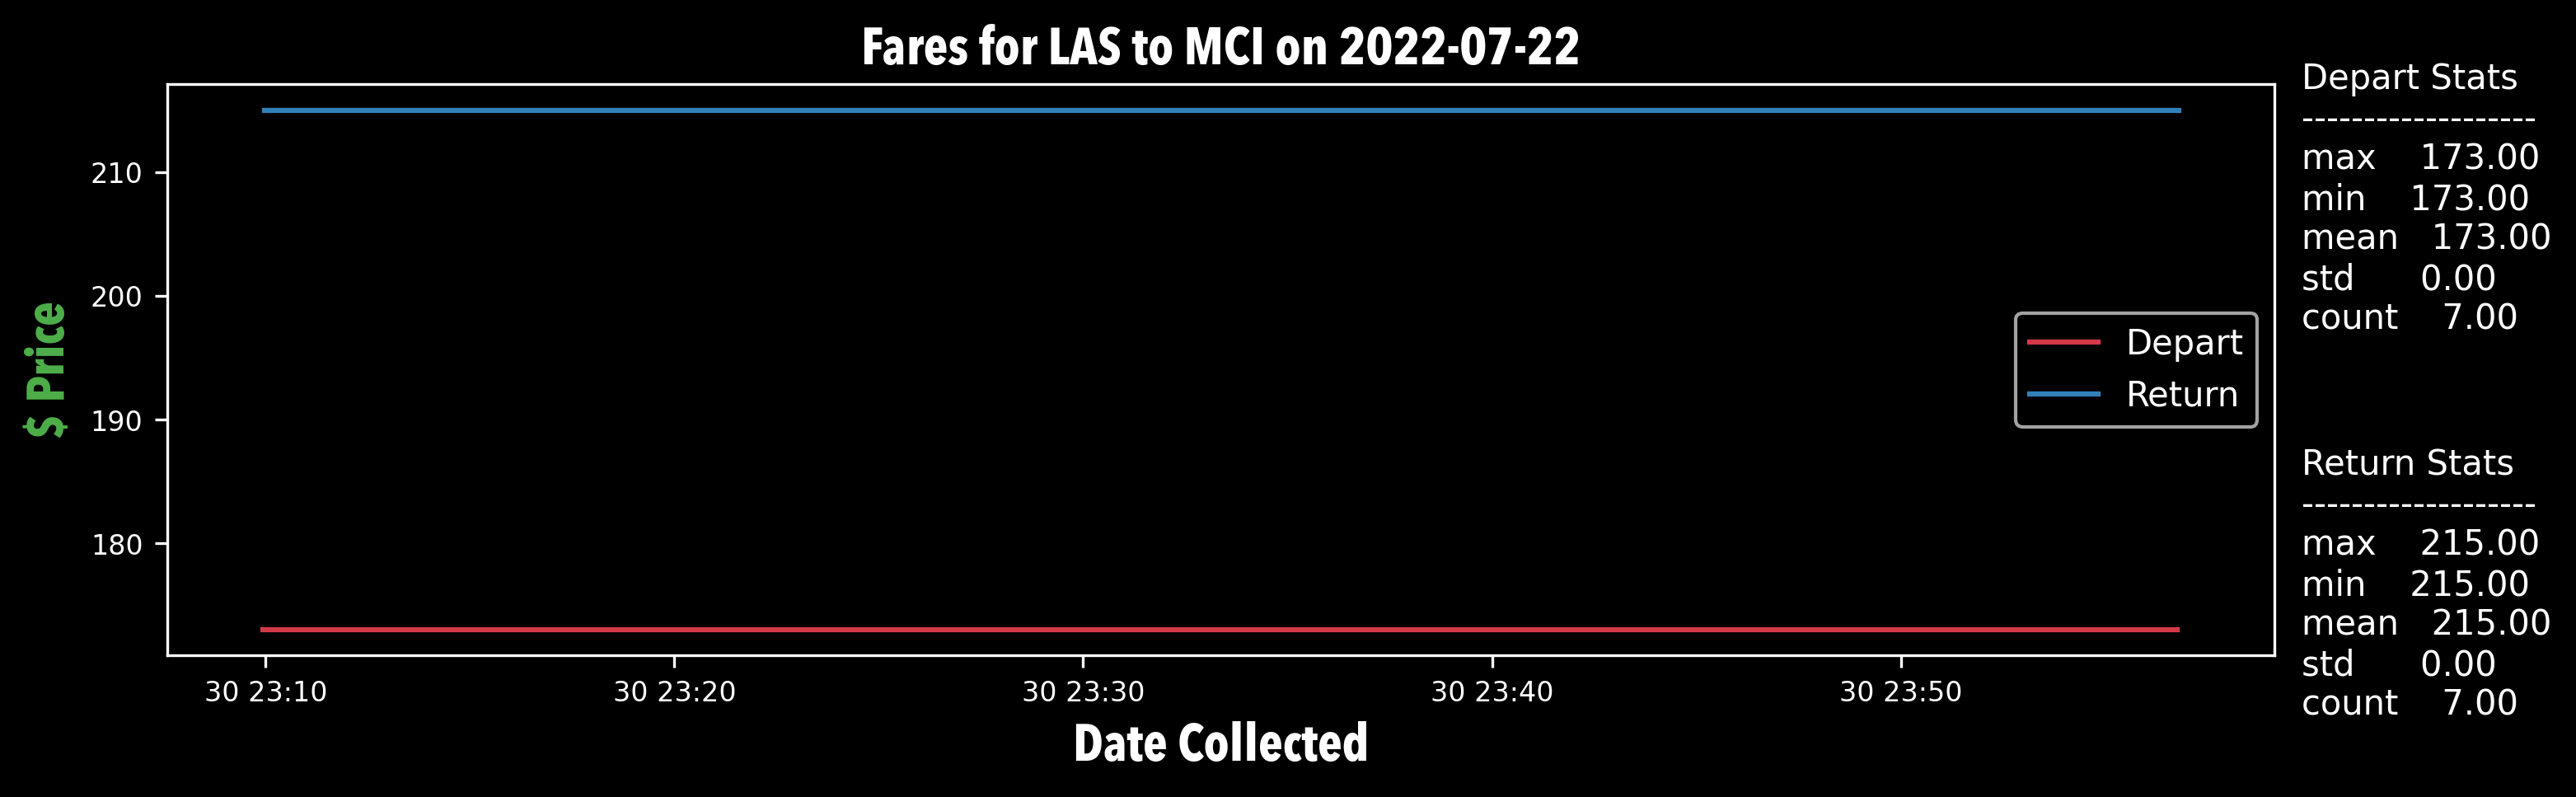 Fares for LAS to MCI on 2022-07-22
$ Price
210
200
190
180
30 23:10
30 23:20
30 23:30
30 23:40
30 23:50
Date Collected
Depart
Return
Depart Stats
-------------------
max 173.00
min 173.00
mean 173.00
std 0.00
count 7.00
Return Stats
-------------------
max 215.00
min 215.00
mean 215.00
std 0.00
count 7.00